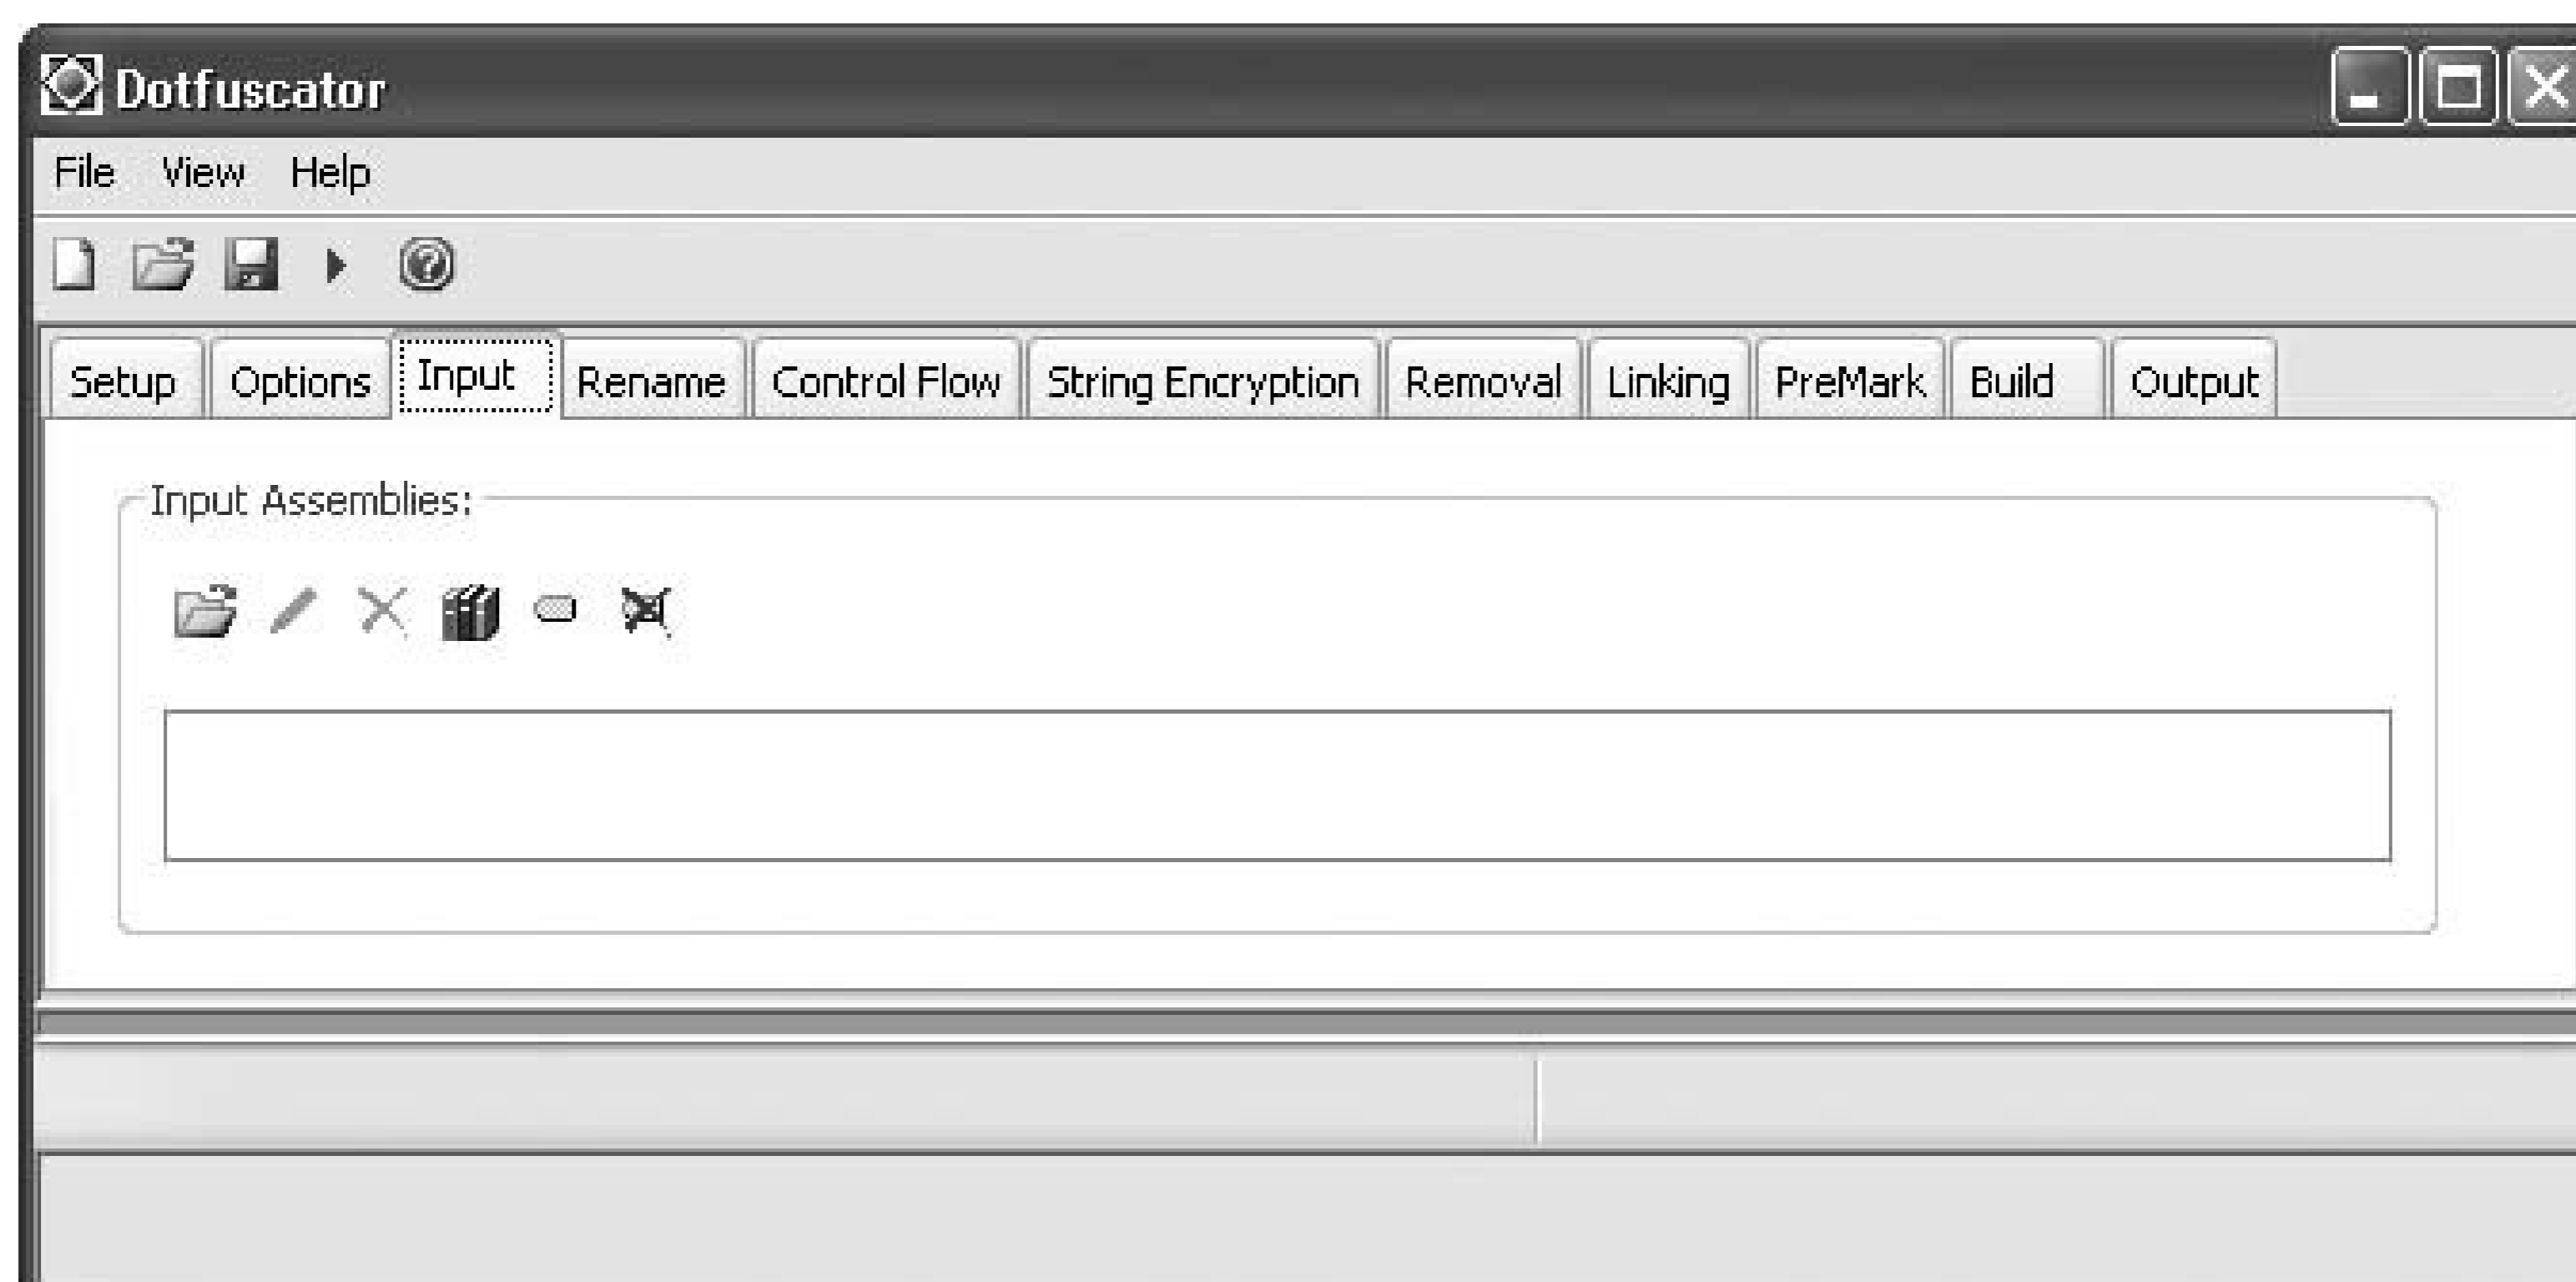 Dotfuscator
File View Help
Setup Options Input Rename Control Flow String Encryption Removal Linking PreMark Build Output
Input Assemblies: